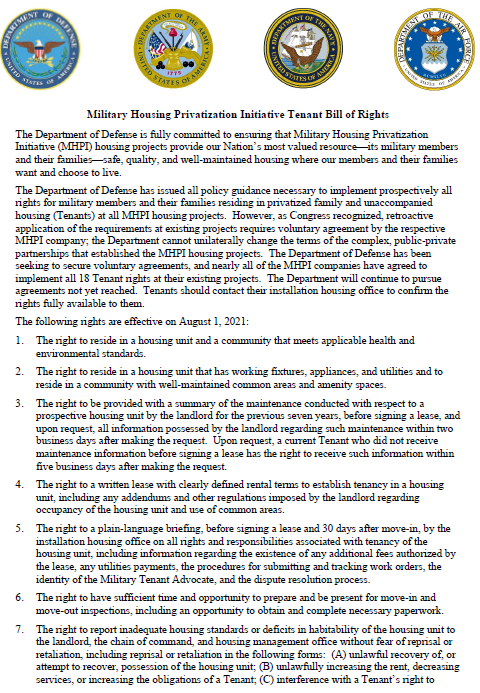 DEPARTMENT OF DEFENSE
UNITED STATES OF AMERICA
DEPARTMENT OF THE ARMY
UNITED STATES OF AMERICA
1775
DEPARTMENT OF THE NAVY
UNITED STATES OF AMERICA
DEPARTMENT OF THE AIR FORCE
UNITED STATES OF AMERICA
Military Housing Privatization Initiative Tenant Bill of Rights
The Department of Defense is fully committed to ensuring that Military Housing Privatization
Initiative (MHPI) housing projects provide our Nation's most valued resource—its military members
and their families—safe, quality, and well-maintained housing where our members and their families
want and choose to live.
The Department of Defense has issued all policy guidance necessary to implement prospectively all
rights for military members and their families residing in privatized family and unaccompanied
housing (Tenants) at all MHPI housing projects. However, as Congress recognized, retroactive
application of the requirements at existing projects requires voluntary agreement by the respective
MHPI company; the Department cannot unilaterally change the terms of the complex, public-private
partnerships that established the MHPI housing projects. The Department of Defense has been
seeking to secure voluntary agreements, and nearly all of the MHPI companies have agreed to
implement all 18 Tenant rights at their existing projects. The Department will continue to pursue
agreements not yet reached. Tenants should contact their installation housing office to confirm the
rights fully available to them.
The following rights are effective on August 1, 2021:
1. The right to reside in a housing unit and a community that meets applicable health and
environmental standards.
2. The right to reside in a housing unit that has working fixtures, appliances, and utilities and to
reside in a community with well-maintained common areas and amenity spaces.
3. The right to be provided with a summary of the maintenance conducted with respect to a
prospective housing unit by the landlord for the previous seven years, before signing a lease, and
upon request, all information possessed by the landlord regarding such maintenance within two
business days after making the request. Upon request, a current Tenant who did not receive
maintenance information before signing a lease has the right to receive such information within
five business days after making the request.
4. The right to a written lease with clearly defined rental terms to establish tenancy in a housing
unit, including any addendums and other regulations imposed by the landlord regarding
occupancy of the housing unit and use of common areas.
5. The right to a plain-language briefing, before signing a lease and 30 days after move-in, by the
installation housing office on all rights and responsibilities associated with tenancy of the
housing unit, including information regarding the existence of any additional fees authorized by
the lease, any utilities payments, the procedures for submitting and tracking work orders, the
identity of the Military Tenant Advocate, and the dispute resolution process.
6. The right to have sufficient time and opportunity to prepare and be present for move-in and
move-out inspections, including an opportunity to obtain and complete necessary paperwork.
7. The right to report inadequate housing standards or deficits in habitability of the housing unit to
the landlord, the chain of command, and housing management office without fear of reprisal or
retaliation, including reprisal or retaliation in the following forms: (A) unlawful recovery of, or
attempt to recover, possession of the housing unit; (B) unlawfully increasing the rent, decreasing
services, or increasing the obligations of a Tenant; (C) interference with a Tenant's right to